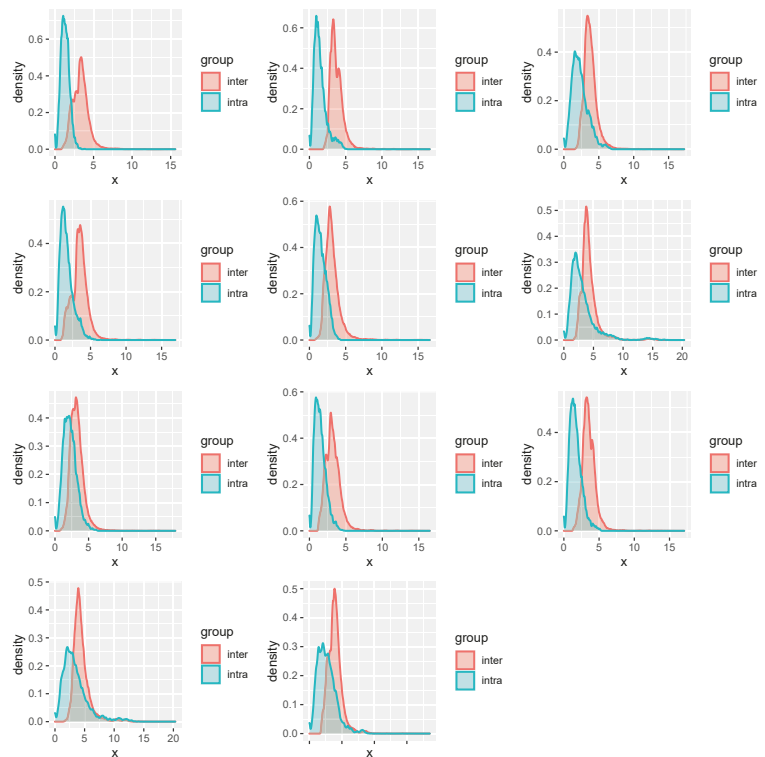 density
0.6
0.4
0.2
0.0
0 5 10 15
x
group
inter
intra
density
0.6
0.4
0.2
0.0
0 5 10 15
x
group
inter
intra
density
0.4
0.2
0.0
0 5 10 15
x
group
inter
intra
density
0.4
0.2
0.0
0 5 10 15
x
group
inter
intra
density
0.6
0.4
0.2
0.0
0 5 10 15
x
group
inter
intra
density
0.5
0.4
0.3
0.2
0.1
0.0
0 5 10 15 20
x
group
inter
intra
density
0.4
0.3
0.2
0.1
0.0
0 5 10 15
x
group
inter
intra
density
0.6
0.4
0.2
0.0
0 5 10 15
x
group
inter
intra
density
0.4
0.2
0.0
0 5 10 15
x
group
inter
intra
density
0.5
0.4
0.3
0.2
0.1
0.0
0 5 10 15 20
x
group
inter
intra
density
0.5
0.4
0.3
0.2
0.1
0.0
x
group
inter
intra